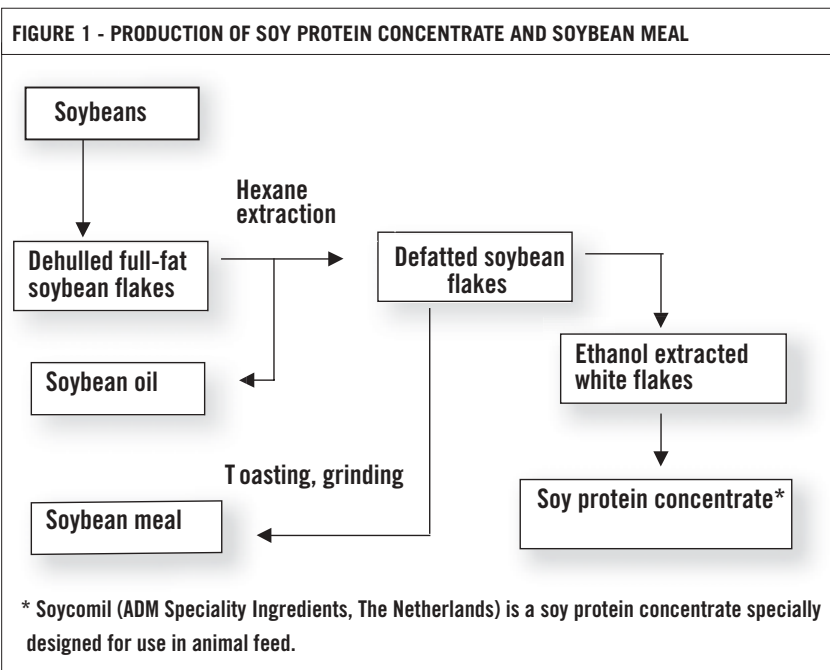 FIGURE 1 - PRODUCTION OF SOY PROTEIN CONCENTRATE AND SOYBEAN MEAL
Soybeans
Hexane
extraction
Dehulled full-fat
soybean flakes
Defatted soybean
flakes
Soybean oil
Ethanol extracted
white flakes
T oasting, grinding
Soybean meal
Soy protein concentrate*
* Soycomil (ADM Speciality Ingredients, The Netherlands) is a soy protein concentrate specially
designed for use in animal feed.